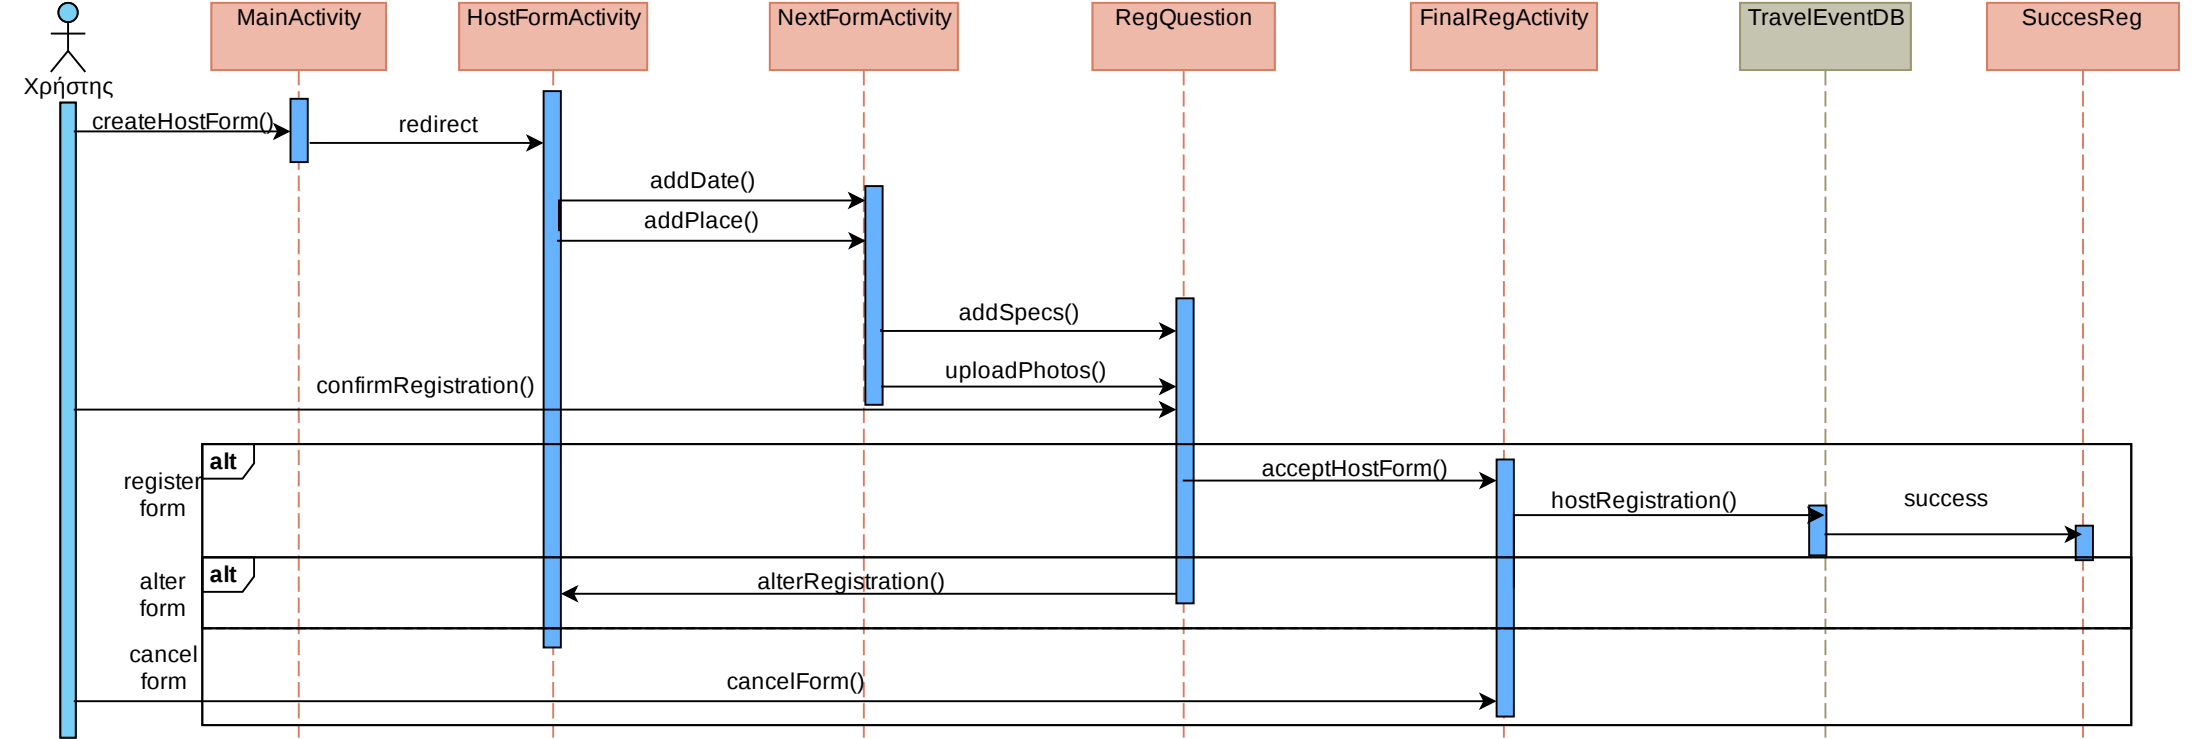 MainActivity
HostFormActivity
NextFormActivity
RegQuestion
FinalRegActivity
TravelEventDB
SuccesReg
Χρήστης
createHostForm()
redirect
addDate()
addPlace()
addSpecs()
uploadPhotos()
confirmRegistration()
alt
register
form
acceptHostForm()
hostRegistration()
success
alt
alter
form
alterRegistration()
cancel
form
cancelForm()